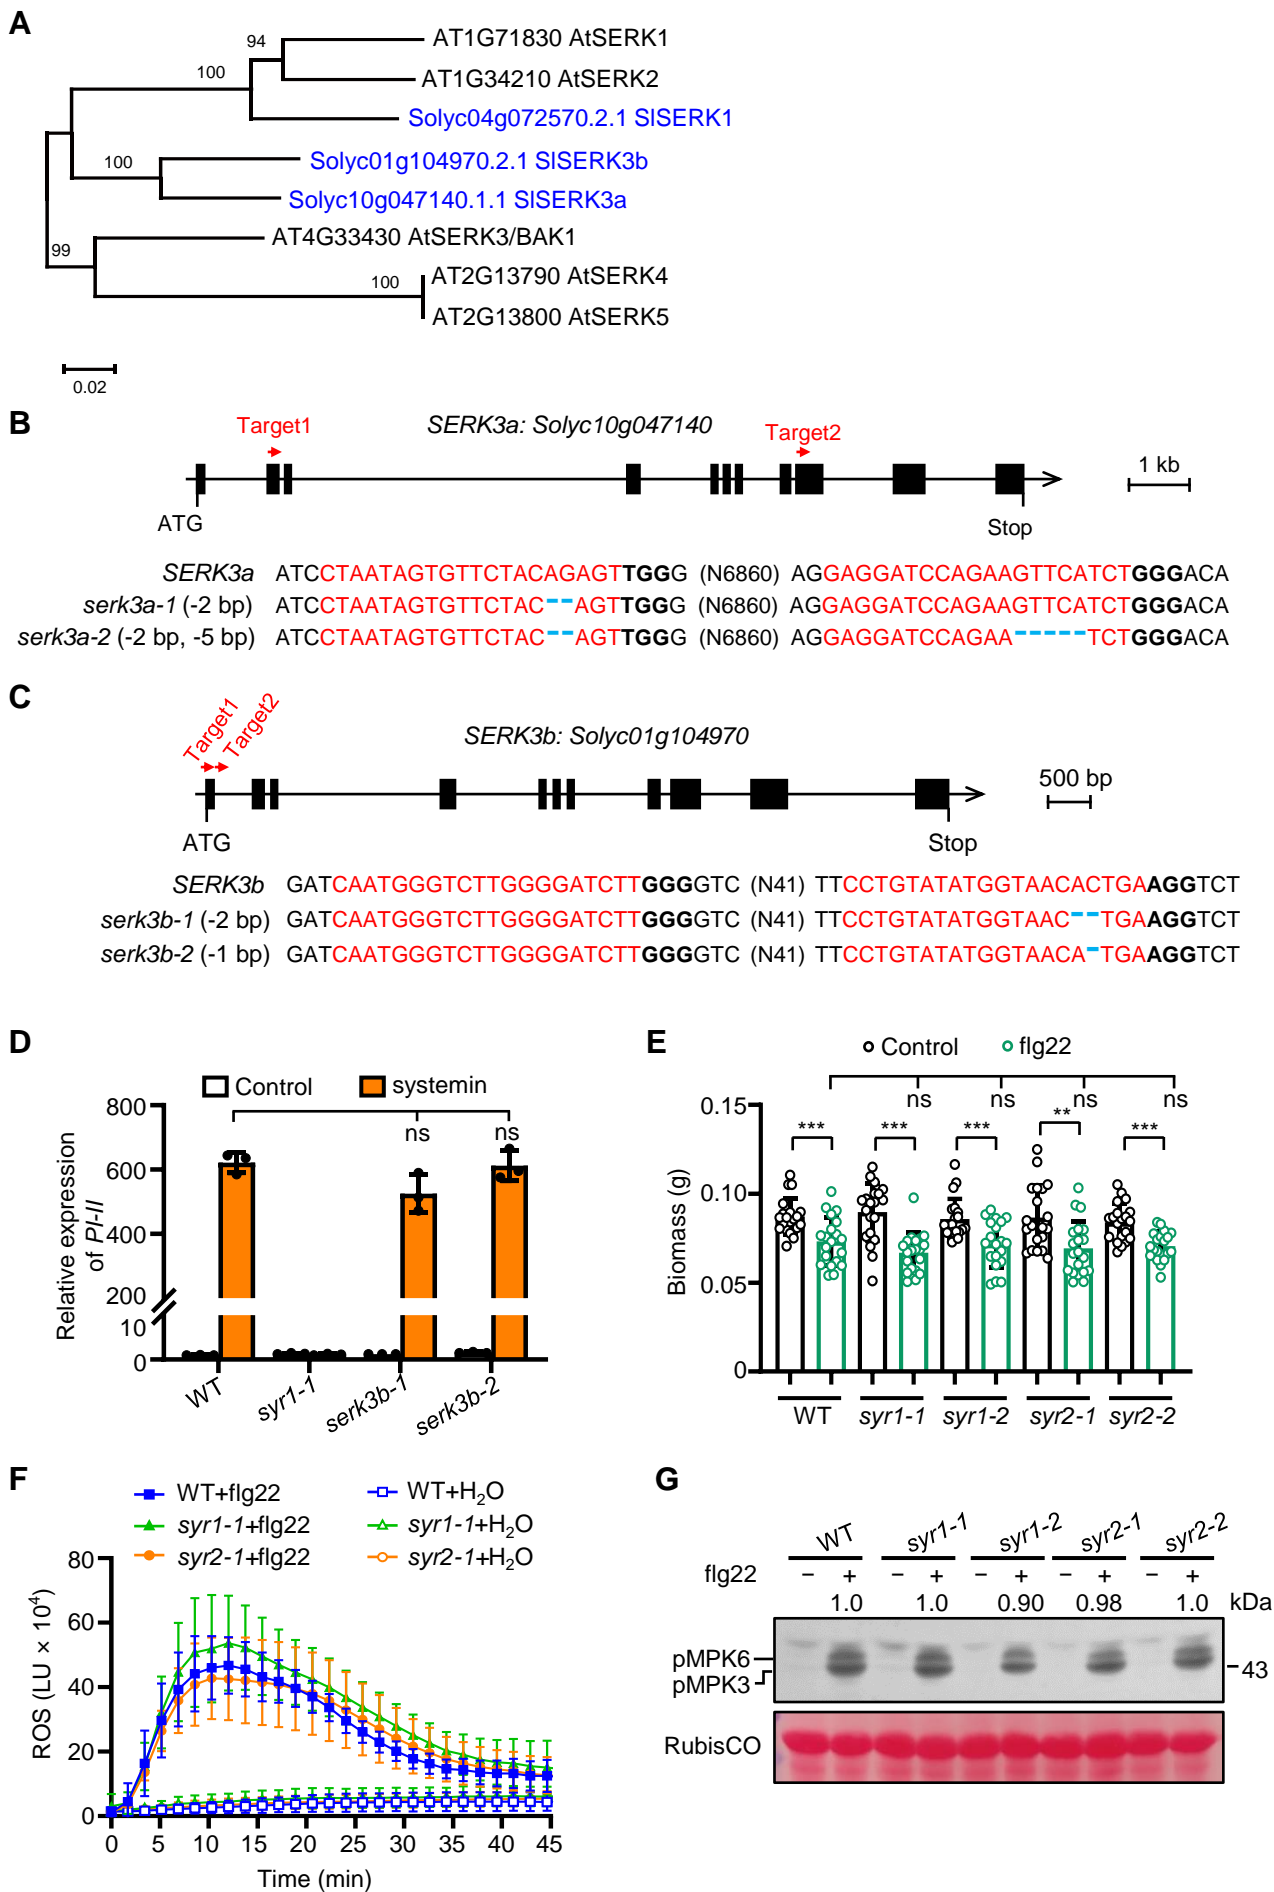 A
94
AT1G71830 AtSERK1
100
AT1G34210 AtSERK2
Solyc04g072570.2.1 SlSERK1
100
Solyc01g104970.2.1 SlSERK3b
Solyc10g047140.1.1 SlSERK3a
99
AT4G33430 AtSERK3/BAK1
100
AT2G13790 AtSERK4
AT2G13800 AtSERK5
0.02
B
Target1
SERK3a: Solyc10g047140
Target2
1 kb
ATG
Stop
SERK3a ATCCTAATAGTGTTCTACAGAGTTGGG (N6860) AGGAGGATCCAGAAGTTCATCTGGGACA
serk3a-1 (-2 bp) ATCCTAATAGTGTTCTAC--AGTTGGG (N6860) AGGAGGATCCAGAAGTTCATCTGGGACA
serk3a-2 (-2 bp, -5 bp) ATCCTAATAGTGTTCTAC--AGTTGGG (N6860) AGGAGGATCCAGAA-----TCTGGGACA
C
Target1
Target2
SERK3b: Solyc01g104970
500 bp
ATG
Stop
SERK3b GATCAATGGGTCTTGGGGATCTTGGGGTC (N41) TTCCTGTATATGGTAACACTGAAGGTCT
serk3b-1 (-2 bp) GATCAATGGGTCTTGGGGATCTTGGGGTC (N41) TTCCTGTATATGGTAAC--TGAAGGTCT
serk3b-2 (-1 bp) GATCAATGGGTCTTGGGGATCTTGGGGTC (N41) TTCCTGTATATGGTAACA-TGAAGGTCT
D
Control
systemin
Relative expression
of PI-II
800
600
400
200
10
0
ns
ns
WT
syr1-1
serk3b-1
serk3b-2
E
Control
flg22
Biomass (g)
0.15
0.10
0.05
0
ns
ns
ns
ns
***
***
***
**
***
WT
syr1-1
syr1-2
syr2-1
syr2-2
F
WT+flg22
WT+H2O
syr1-1+flg22
syr1-1+H2O
syr2-1+flg22
syr2-1+H2O
ROS (LU × 10⁴)
80
60
40
20
0
0 5 10 15 20 25 30 35 40 45
Time (min)
G
WT
syr1-1
syr1-2
syr2-1
syr2-2
flg22 − + − + − + − + − +
1.0 1.0 0.90 0.98 1.0 kDa
pMPK6
pMPK3
43
RubisCO